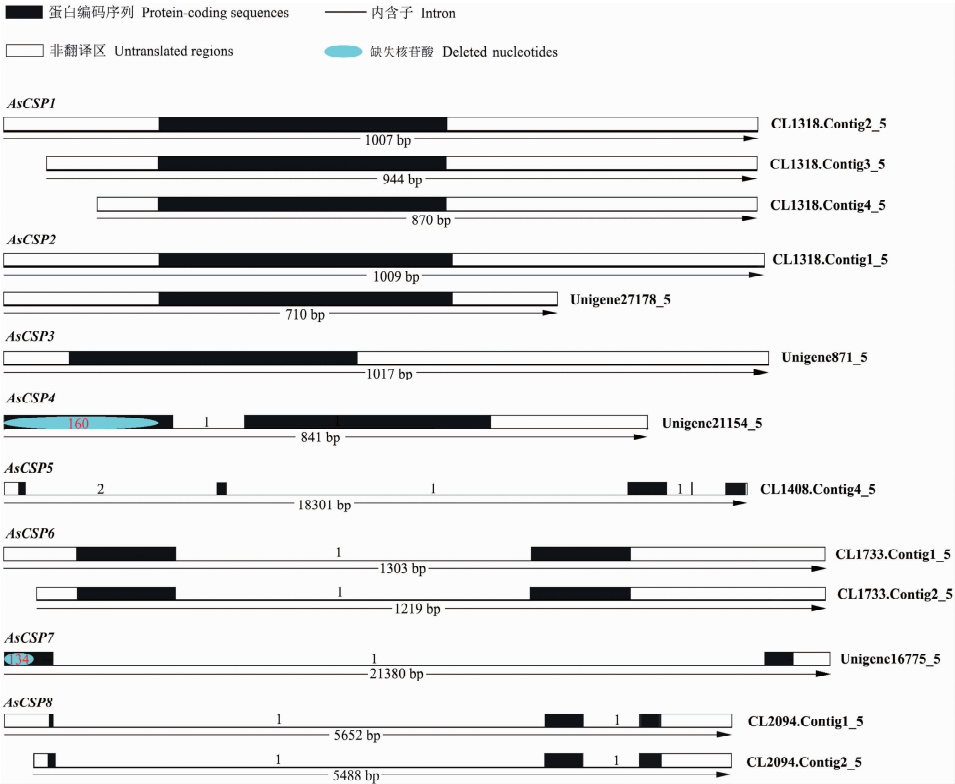 蛋白编码序列 Protein-coding sequences
内含子 Intron
非翻译区 Untranslated regions
缺失核苷酸 Deleted nucleotides
AsCSP1
CL1318.Contig2_5
1007 bp
CL1318.Contig3_5
944 bp
CL1318.Contig4_5
870 bp
AsCSP2
CL1318.Contig1_5
1009 bp
Unigene27178_5
710 bp
AsCSP3
Unigene871_5
1017 bp
AsCSP4
160 1 Unigene21154_5
841 bp
AsCSP5
2 1 1 CL1408.Contig4_5
18301 bp
AsCSP6
1 CL1733.Contig1_5
1303 bp
1 CL1733.Contig2_5
1219 bp
AsCSP7
134 1 Unigene16775_5
21380 bp
AsCSP8
1 1 CL2094.Contig1_5
5652 bp
1 1 CL2094.Contig2_5
5488 bp